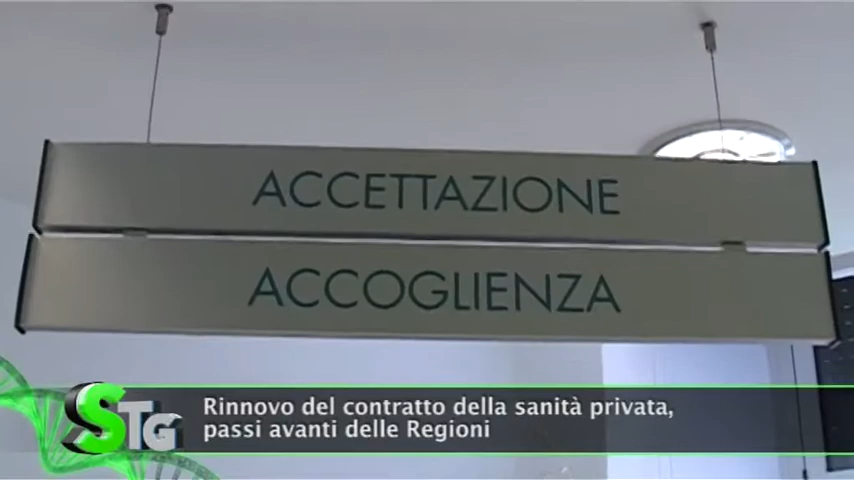 ACCETTAZIONE
ACCOGLIENZA
STG
Rinnovo del contratto della sanità privata,
passi avanti delle Regioni